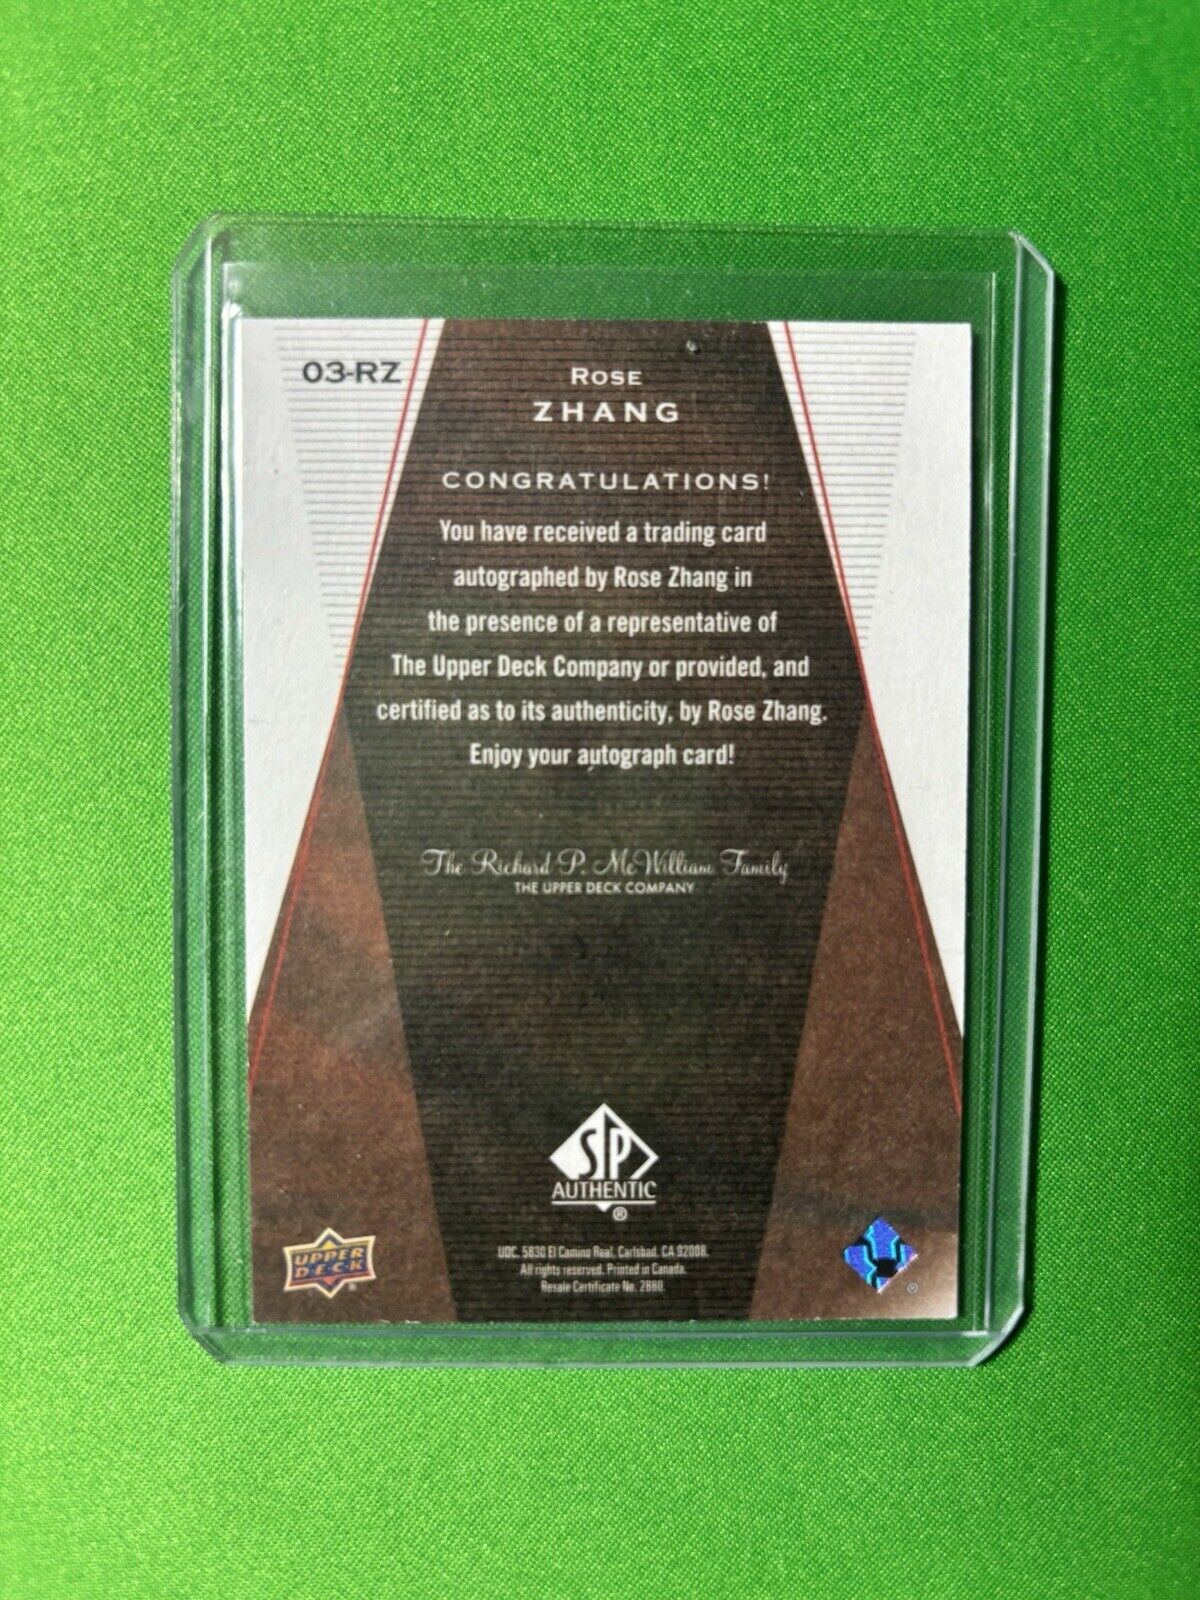 03-RZ
ROSE
ZHANG
CONGRATULATIONS!
You have received a trading card
autographed by Rose Zhang in
the presence of a representative of
The Upper Deck Company or provided, and
certified as to its authenticity, by Rose Zhang.
Enjoy your autograph card!
The Richard P. McWilliam Family
THE UPPER DECK COMPANY
SP
AUTHENTIC
®
UPPER
DECK
®
UDC. 5830 El Camino Real, Carlsbad, CA 92008.
All rights reserved. Printed in Canada.
Resale Certificate No. 2880.
®